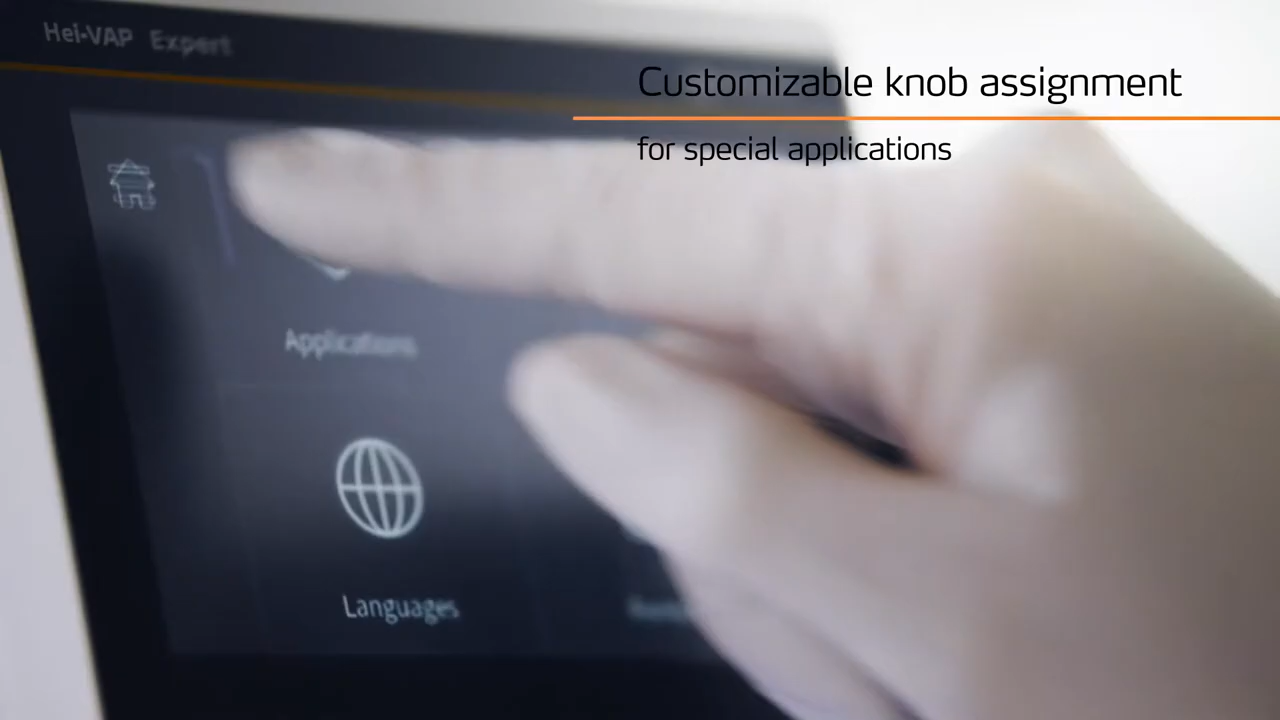 Hei-VAP Expert
Customizable knob assignment
for special applications
Applications
Languages